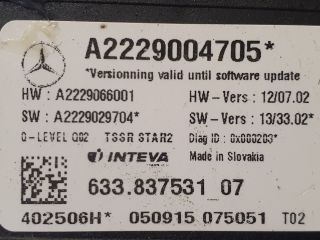 A2229004705*
*Versionning valid until software update
HW : A2229066001 HW-Vers : 12/07.02
SW : A2229029704* SW-Vers : 13/33.02*
Q-LEVEL Q02 TSSR STAR2 Diag ID : 0x000203*
INTEVA Made in Slovakia
633.837531 07
402506H* 050915 075051 T02